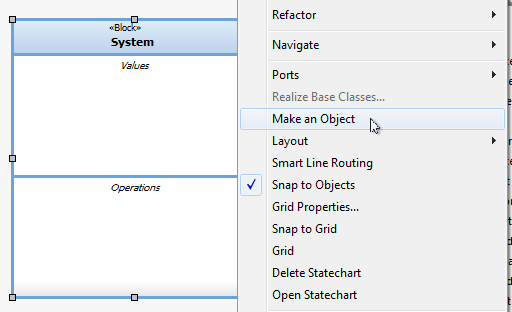 «Block»
System
Values
Operations
Refactor
Navigate
Ports
Realize Base Classes...
Make an Object
Layout
Smart Line Routing
Snap to Objects
Grid Properties...
Snap to Grid
Grid
Delete Statechart
Open Statechart